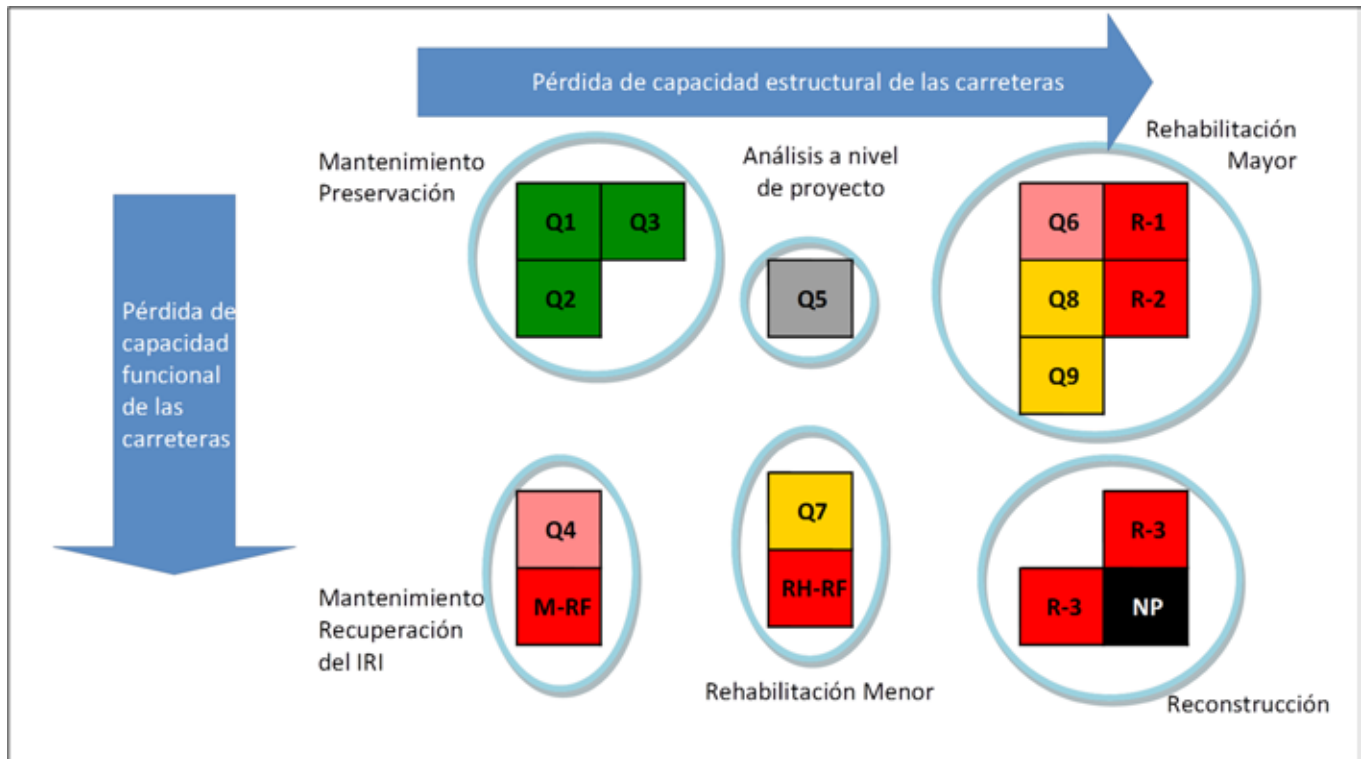 Pérdida de capacidad estructural de las carreteras
Mantenimiento
Preservación
Análisis a nivel
de proyecto
Rehabilitación
Mayor
Q1
Q3
Q2
Q5
Q6
R-1
Q8
R-2
Q9
Pérdida de
capacidad
funcional
de las
carreteras
Q4
M-RF
Mantenimiento
Recuperación
del IRI
Q7
RH-RF
Rehabilitación Menor
R-3
R-3
NP
Reconstrucción